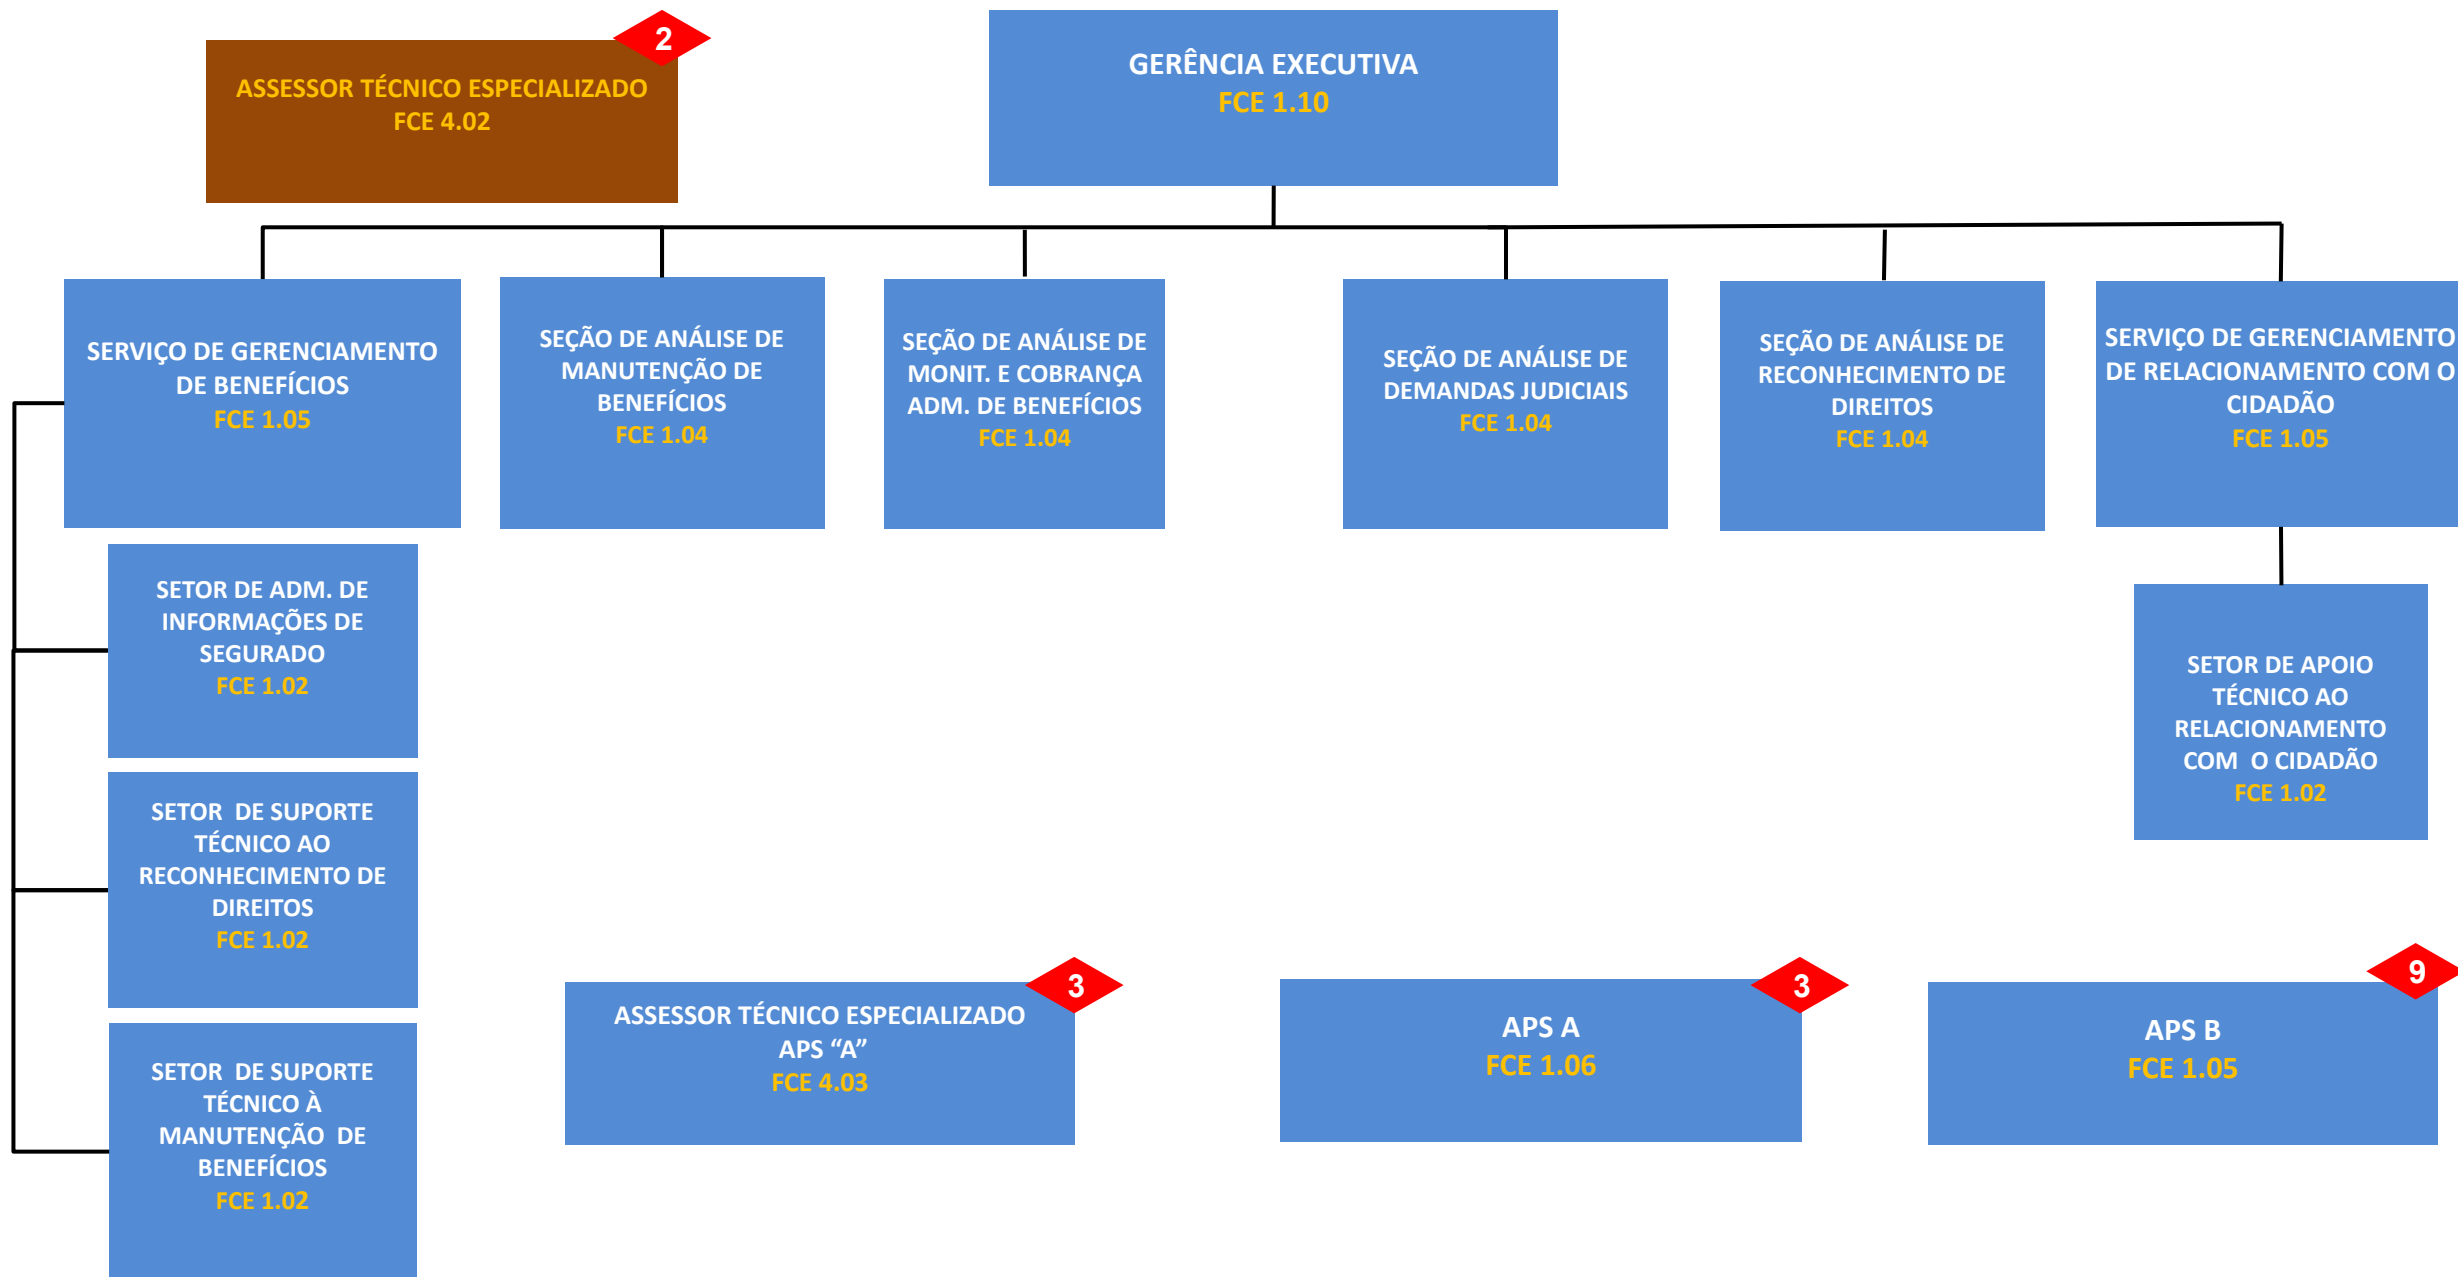 2
ASSESSOR TÉCNICO ESPECIALIZADO
FCE 4.02
GERÊNCIA EXECUTIVA
FCE 1.10
SERVIÇO DE GERENCIAMENTO
DE BENEFÍCIOS
FCE 1.05
SEÇÃO DE ANÁLISE DE
MANUTENÇÃO DE
BENEFÍCIOS
FCE 1.04
SEÇÃO DE ANÁLISE DE
MONIT. E COBRANÇA
ADM. DE BENEFÍCIOS
FCE 1.04
SEÇÃO DE ANÁLISE DE
DEMANDAS JUDICIAIS
FCE 1.04
SEÇÃO DE ANÁLISE DE
RECONHECIMENTO DE
DIREITOS
FCE 1.04
SERVIÇO DE GERENCIAMENTO
DE RELACIONAMENTO COM O
CIDADÃO
FCE 1.05
SETOR DE ADM. DE
INFORMAÇÕES DE
SEGURADO
FCE 1.02
SETOR DE APOIO
TÉCNICO AO
RELACIONAMENTO
COM O CIDADÃO
FCE 1.02
SETOR DE SUPORTE
TÉCNICO AO
RECONHECIMENTO DE
DIREITOS
FCE 1.02
SETOR DE SUPORTE
TÉCNICO À
MANUTENÇÃO DE
BENEFÍCIOS
FCE 1.02
3
ASSESSOR TÉCNICO ESPECIALIZADO
APS “A”
FCE 4.03
3
APS A
FCE 1.06
9
APS B
FCE 1.05